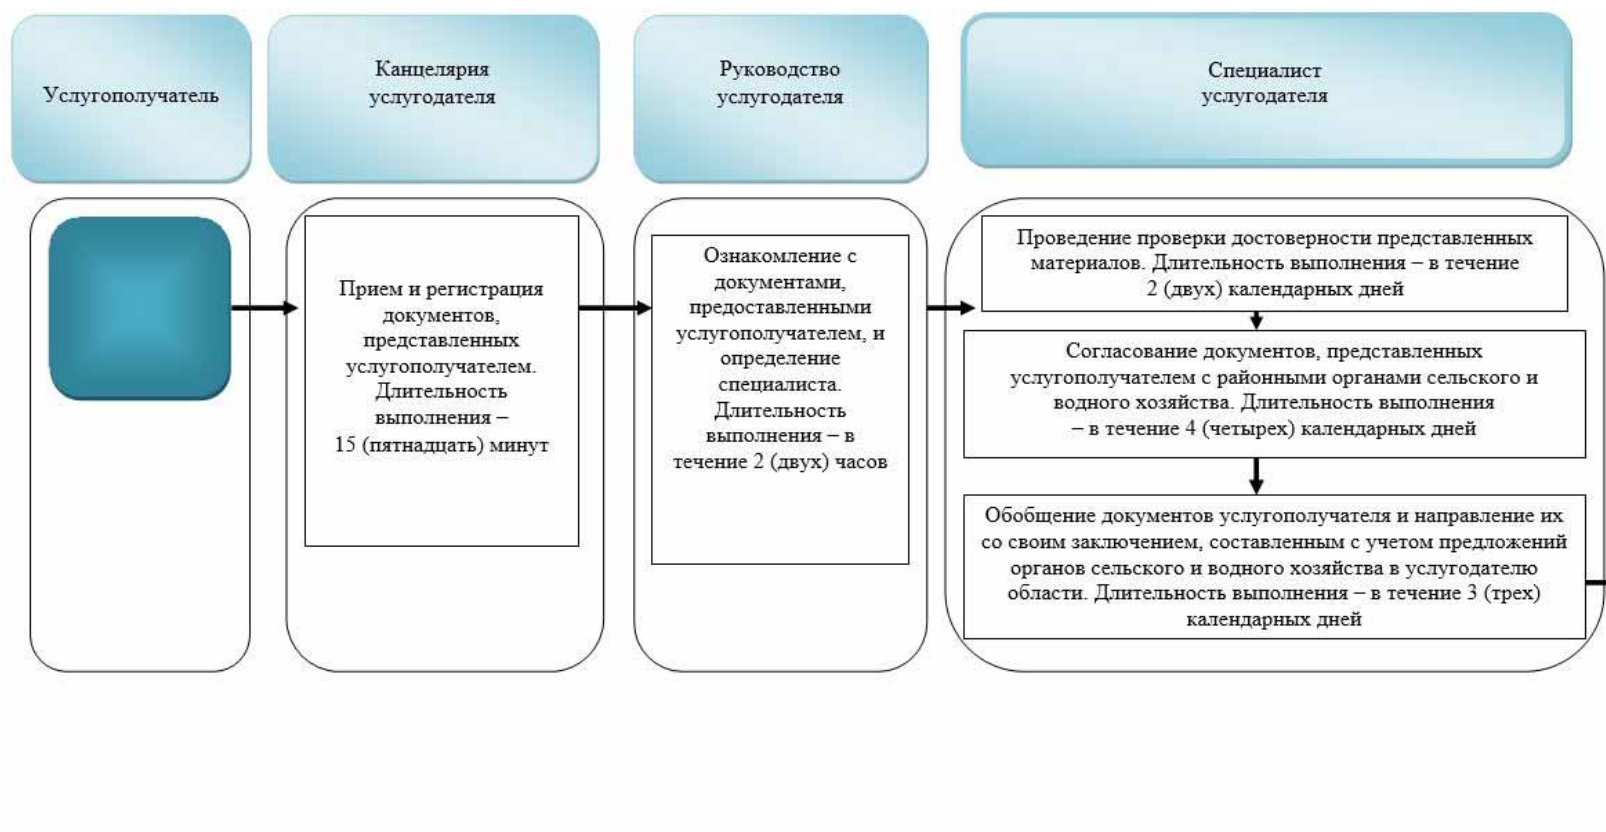 Услугополучатель
Канцелярия
услугодателя
Руководство
услугодателя
Специалист
услугодателя
Прием и регистрация
документов,
представленных
услугополучателем.
Длительность
выполнения –
15 (пятнадцать) минут
Ознакомление с
документами,
предоставленными
услугополучателем, и
определение
специалиста.
Длительность
выполнения – в
течение 2 (двух) часов
Проведение проверки достоверности представленных
материалов. Длительность выполнения – в течение
2 (двух) календарных дней
Согласование документов, представленных
услугополучателем с районными органами сельского и
водного хозяйства. Длительность выполнения
– в течение 4 (четырех) календарных дней
Обобщение документов услугополучателя и направление их
со своим заключением, составленным с учетом предложений
органов сельского и водного хозяйства в услугодателю
области. Длительность выполнения – в течение 3 (трех)
календарных дней